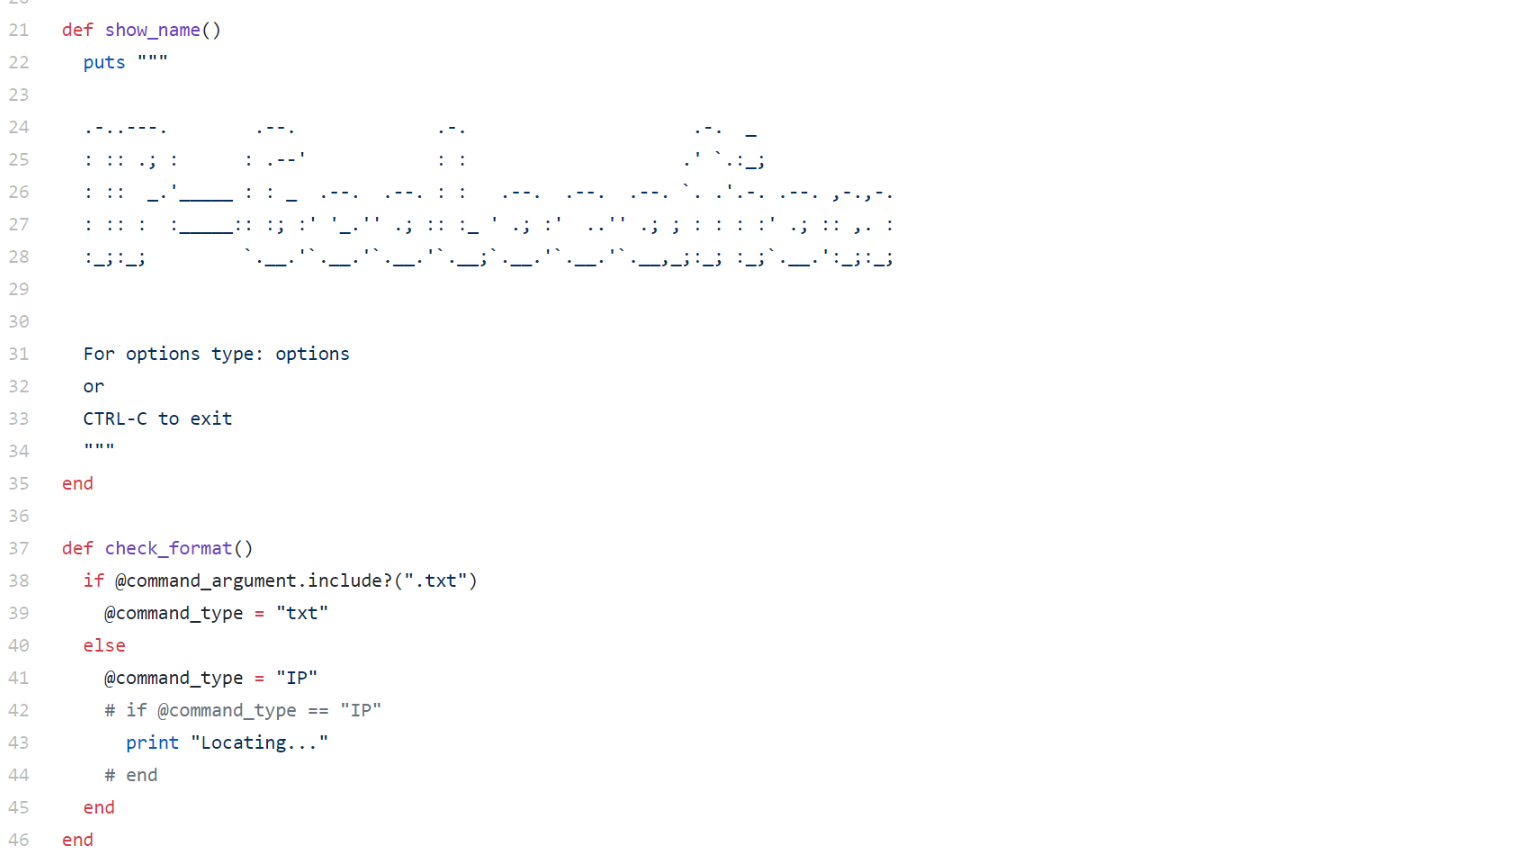 21 def show_name()
22   puts """
23
24   .-..---.        .--.             .-.                     .-.  _
25   : :: .; :      : .--'            : :                    .' `.:_;
26   : ::  _.'_____ : : _  .--.  .--. : :   .--.  .--.  .--. `. .'.-. .--. ,-.,-.
27   : :: :  :_____:: :; :' '_.'' .; :: :_ ' .; :'  ..'' .; ; : : : :' .; :: ,. :
28   :_;:_;         `.__.'`.__.'`.__.'`.__;`.__.'`.__.'`.__,_;:_; :_;`.__.':_;:_;
29
30
31   For options type: options
32   or
33   CTRL-C to exit
34   """
35 end
36
37 def check_format()
38   if @command_argument.include?(".txt")
39     @command_type = "txt"
40   else
41     @command_type = "IP"
42     # if @command_type == "IP"
43       print "Locating..."
44     # end
45   end
46 end